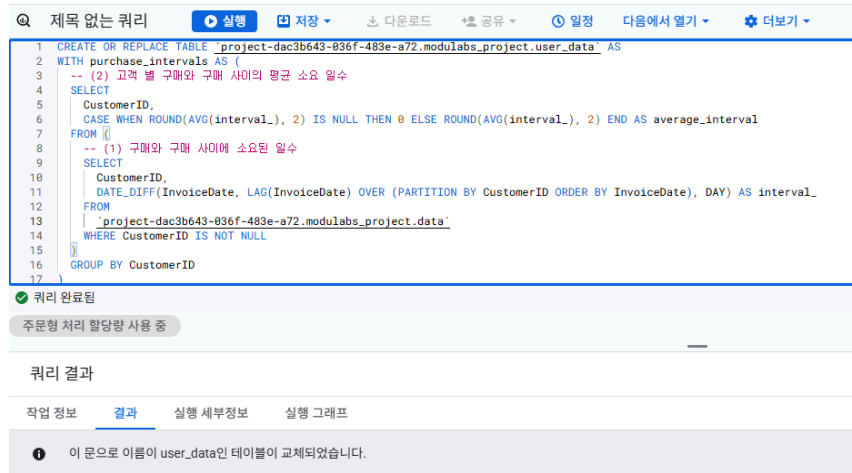 제목 없는 쿼리 실행 저장 다운로드 공유 일정 다음에서 열기 더보기
1 CREATE OR REPLACE TABLE `project-dac3b643-036f-483e-a72.modulabs_project.user_data` AS
2 WITH purchase_intervals AS (
3 -- (2) 고객 별 구매와 구매 사이의 평균 소요 일수
4 SELECT
5 CustomerID,
6 CASE WHEN ROUND(AVG(interval_), 2) IS NULL THEN 0 ELSE ROUND(AVG(interval_), 2) END AS average_interval
7 FROM (
8 -- (1) 구매와 구매 사이에 소요된 일수
9 SELECT
10 CustomerID,
11 DATE_DIFF(InvoiceDate, LAG(InvoiceDate) OVER (PARTITION BY CustomerID ORDER BY InvoiceDate), DAY) AS interval_
12 FROM
13 `project-dac3b643-036f-483e-a72.modulabs_project.data`
14 WHERE CustomerID IS NOT NULL
15 )
16 GROUP BY CustomerID
17 )
쿼리 완료됨
주문형 처리 할당량 사용 중
쿼리 결과
작업 정보 결과 실행 세부정보 실행 그래프
이 문으로 이름이 user_data인 테이블이 교체되었습니다.